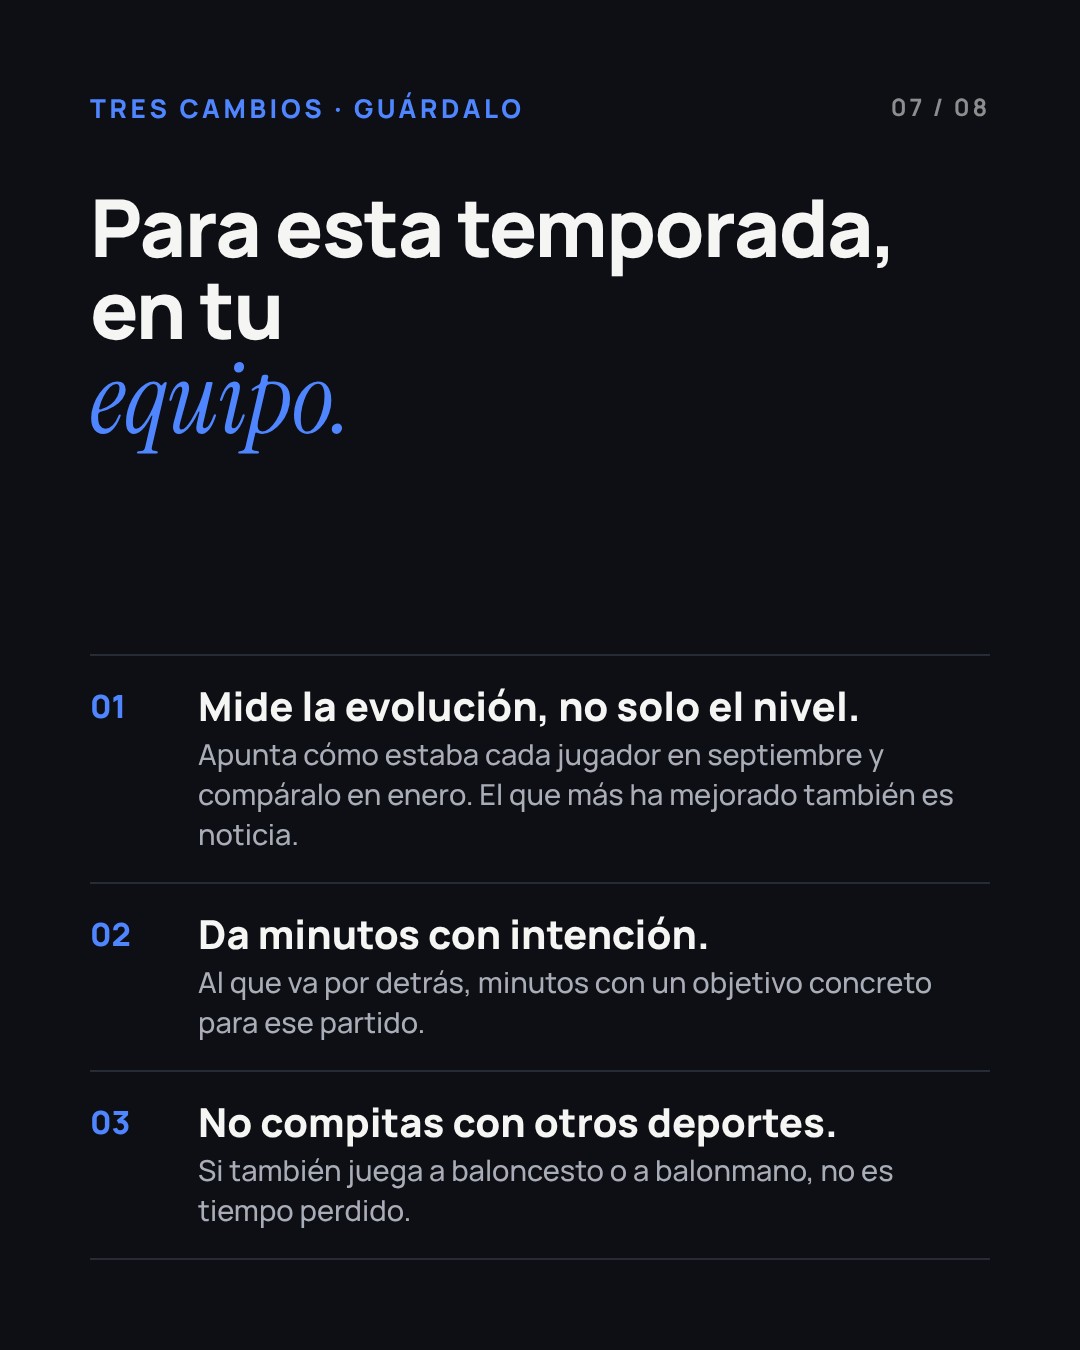 TRES CAMBIOS · GUÁRDALO
07 / 08
Para esta temporada,
en tu
equipo.
01
Mide la evolución, no solo el nivel.
Apunta cómo estaba cada jugador en septiembre y
compáralo en enero. El que más ha mejorado también es
noticia.
02
Da minutos con intención.
Al que va por detrás, minutos con un objetivo concreto
para ese partido.
03
No compitas con otros deportes.
Si también juega a baloncesto o a balonmano, no es
tiempo perdido.